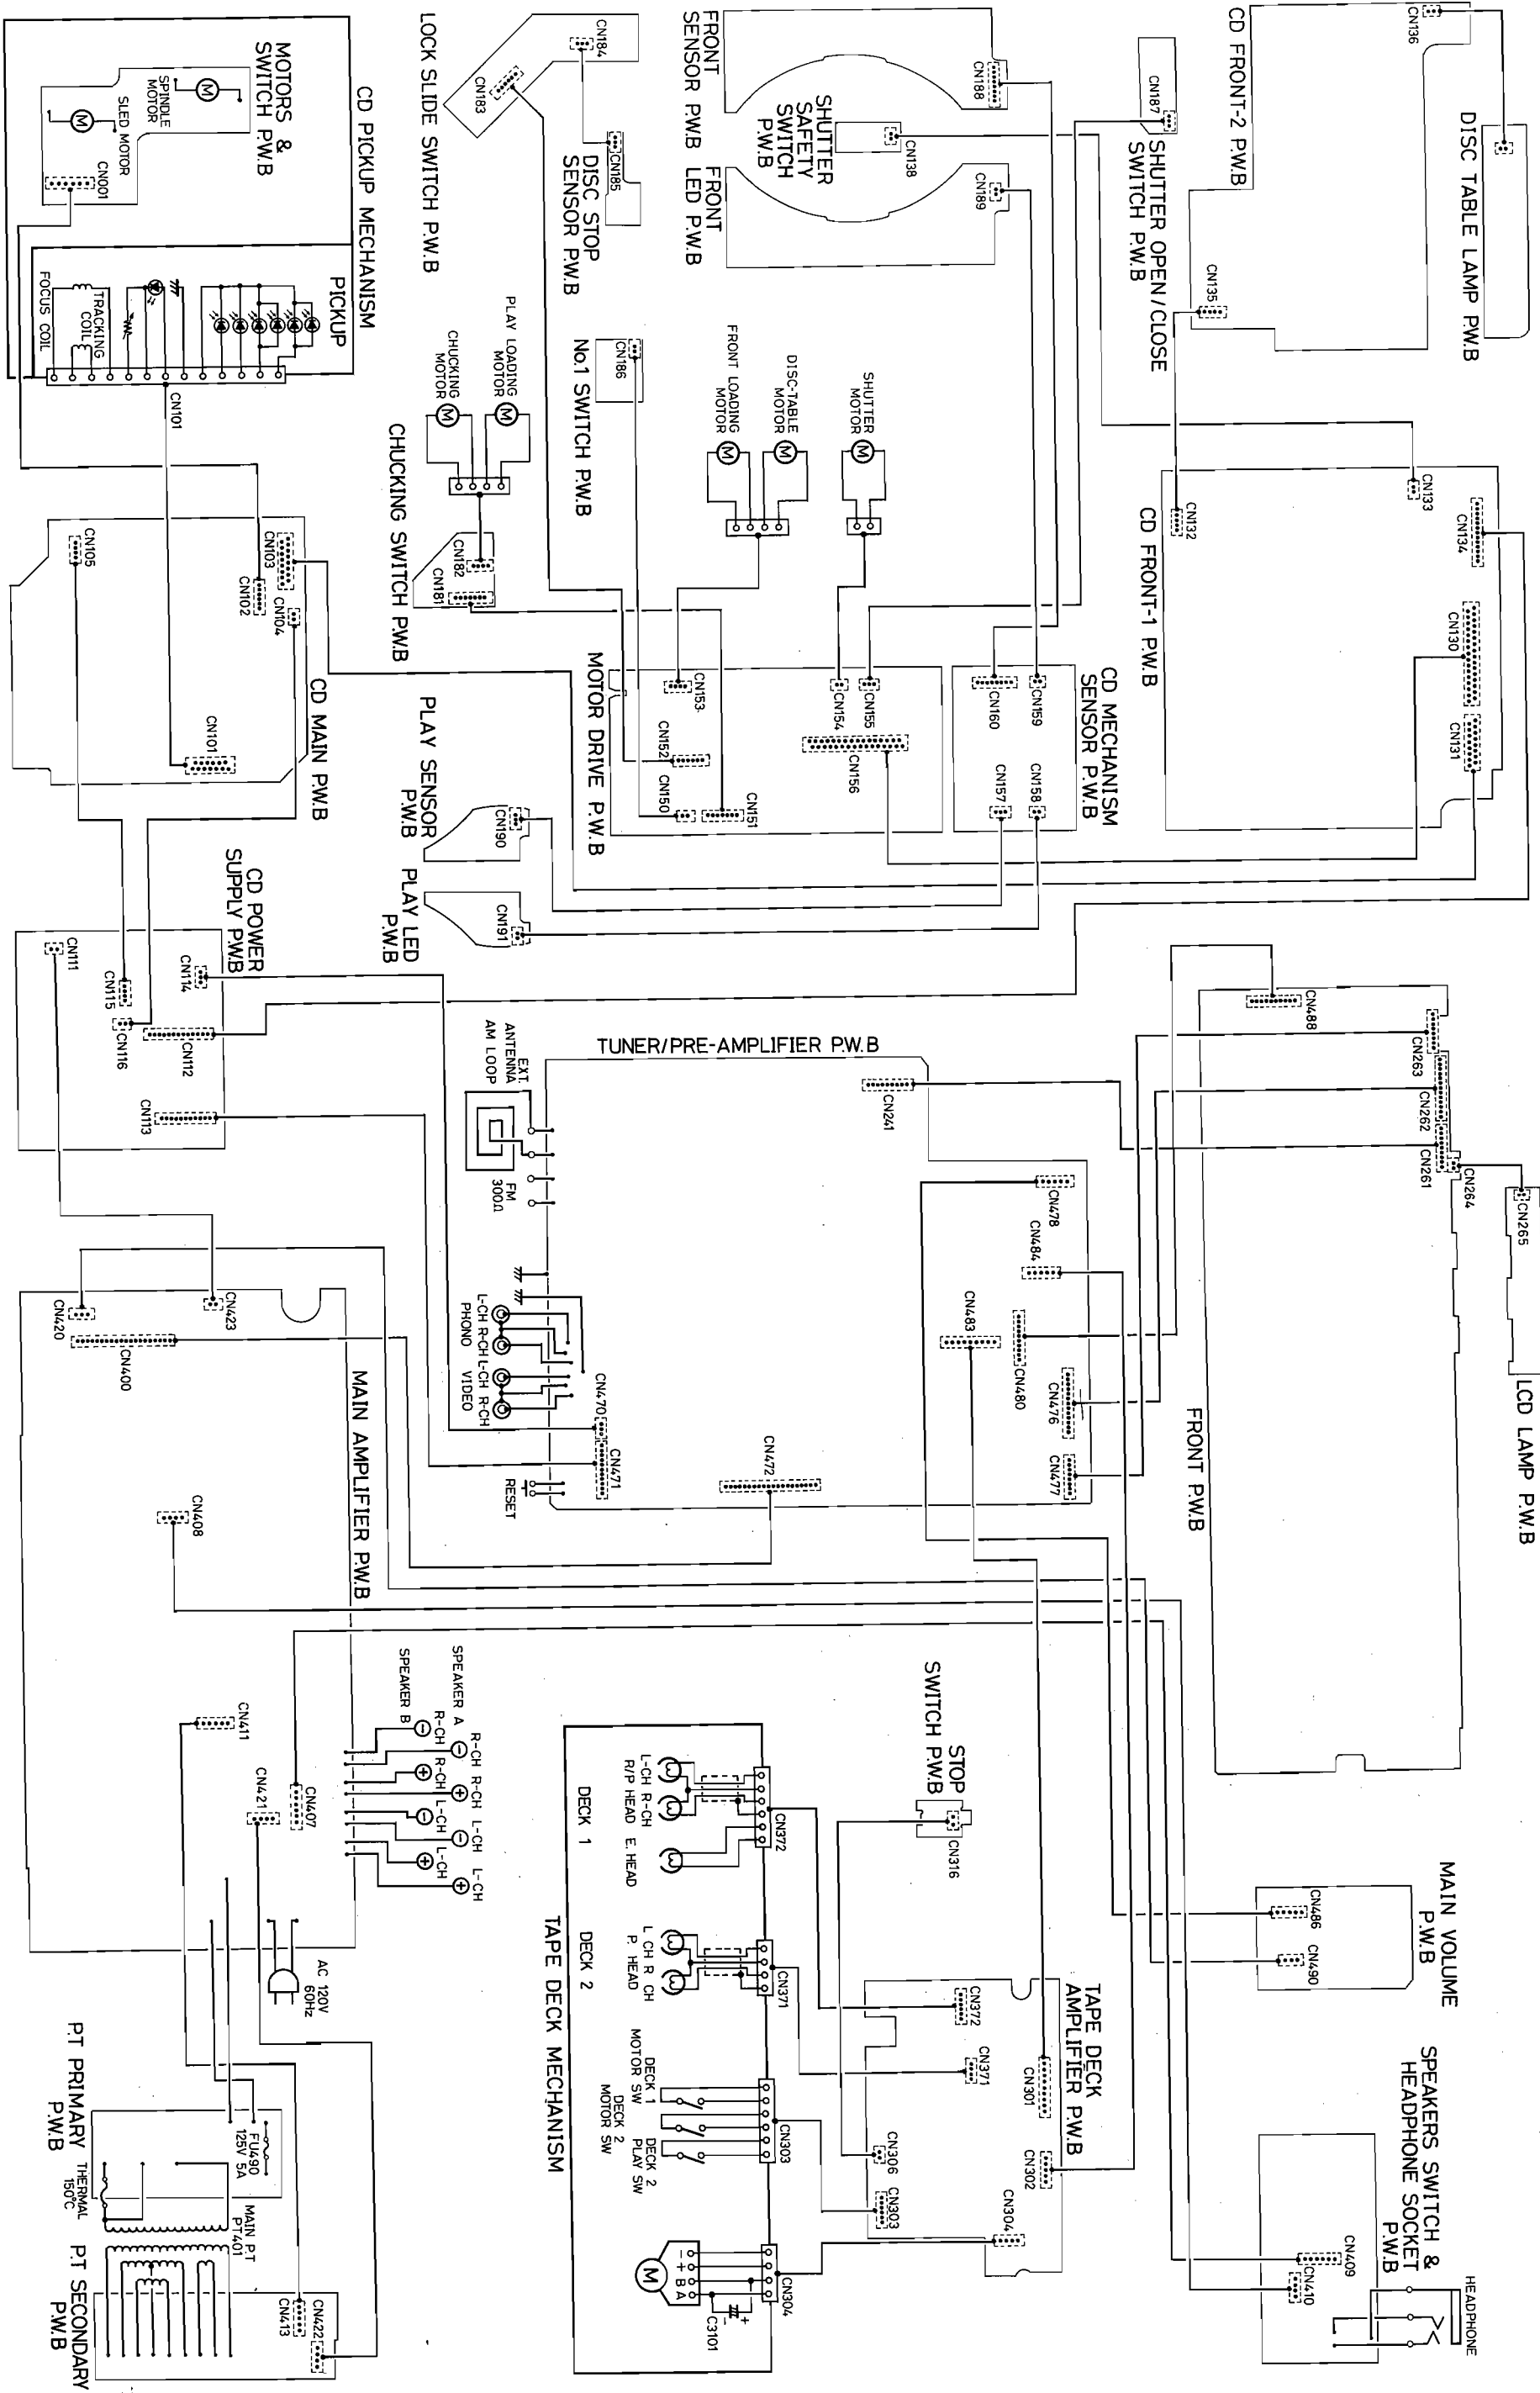 CN136
DISC TABLE LAMP P.W.B
CD FRONT-2 P.W.B
CN135
CN187
SHUTTER OPEN/CLOSE
SWITCH P.W.B
CN188
FRONT
SENSOR P.W.B
SHUTTER
SAFETY
SWITCH
P.W.B
CN138
CN189
FRONT
LED P.W.B
CN184
CN183
LOCK SLIDE SWITCH P.W.B
CN185
DISC STOP
SENSOR P.W.B
MOTORS &
SWITCH P.W.B
SPINDLE
MOTOR
M
SLED MOTOR
M
CN001
CD PICKUP MECHANISM
PICKUP
TRACKING
COIL
FOCUS COIL
CN101
CN186
No.1 SWITCH P.W.B
PLAY LOADING
MOTOR
M
CHUCKING
MOTOR
M
CN182
CN181
CHUCKING SWITCH P.W.B
SHUTTER
MOTOR
M
DISC-TABLE
MOTOR
M
FRONT LOADING
MOTOR
M
CN133
CN134
CN132
CN130
CN131
CD FRONT-1 P.W.B
CN105
CN103
CN102
CN104
CN101
CD MAIN P.W.B
CN153
CN154
CN155
CN152
CN156
CN150
CN151
MOTOR DRIVE P.W.B
CN160
CN159
CN157
CN158
CD MECHANISM
SENSOR P.W.B
PLAY SENSOR
P.W.B
CN190
PLAY LED
P.W.B
CN191
CD POWER
SUPPLY P.W.B
CN111
CN114
CN115
CN116
CN112
CN113
TUNER/PRE-AMPLIFIER P.W.B
EXT.
ANTENNA
AM LOOP
FM
300Ω
CN241
CN478
CN484
CN483
CN480
CN476
CN477
CN470
CN471
CN472
L-CH R-CH L-CH R-CH
PHONO
VIDEO
RESET
CN488
CN263
CN262
CN261
CN264
CN265
LCD LAMP P.W.B
FRONT P.W.B
CN420
CN423
CN400
CN408
MAIN AMPLIFIER P.W.B
CN411
CN421
CN407
SPEAKER A
SPEAKER B
R-CH
R-CH
R-CH
R-CH
L-CH
L-CH
L-CH
L-CH
AC 120V
60Hz
STOP
SWITCH P.W.B
CN316
DECK 1
L-CH R-CH
R/P HEAD
E. HEAD
CN372
DECK 2
L CH R CH
P. HEAD
CN371
TAPE DECK MECHANISM
DECK 1
MOTOR SW
DECK 2
MOTOR SW
DECK 2
PLAY SW
CN303
- + B A
M
CN304
C3101
+
-
TAPE DECK
AMPLIFIER P.W.B
CN372
CN371
CN301
CN302
CN306
CN303
CN304
MAIN VOLUME
P.W.B
CN486
CN490
SPEAKERS SWITCH &
HEADPHONE SOCKET
P.W.B
CN409
CN410
HEADPHONE
P.T PRIMARY
P.W.B
FU490
125V 5A
THERMAL
150°C
MAIN P.T
PT401
P.T SECONDARY
P.W.B
CN413
CN422